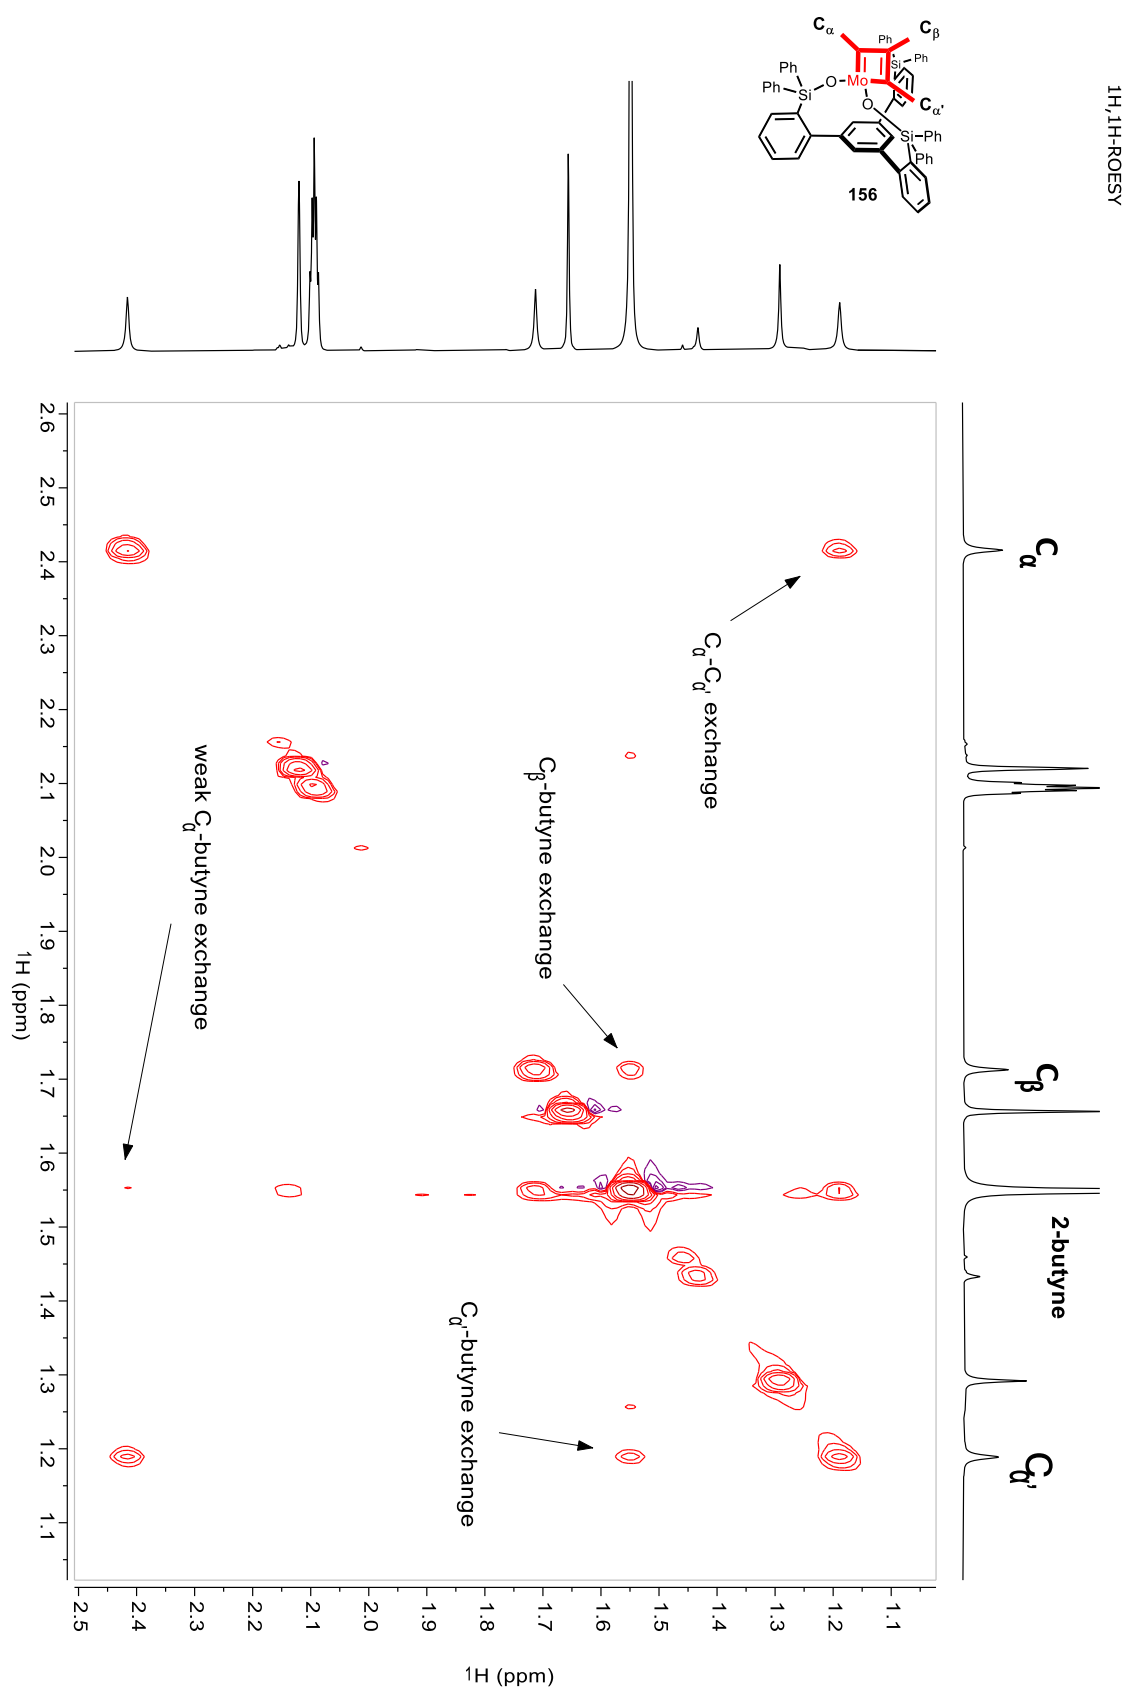 1H,1H-ROESY
Cα
Cβ
Ph
Ph
Si
Ph
Ph
Si
O
Mo
O
Cα'
Si
Ph
Ph
156
Cα
Cβ
2-butyne
Cα'
Cα-Cα' exchange
Cβ-butyne exchange
weak Cα-butyne exchange
Cα'-butyne exchange
2.6 2.5 2.4 2.3 2.2 2.1 2.0 1.9 1.8 1.7 1.6 1.5 1.4 1.3 1.2 1.1
1H (ppm)
2.5 2.4 2.3 2.2 2.1 2.0 1.7 1.6 1.5 1.4 1.3 1.2 1.1
1H (ppm)